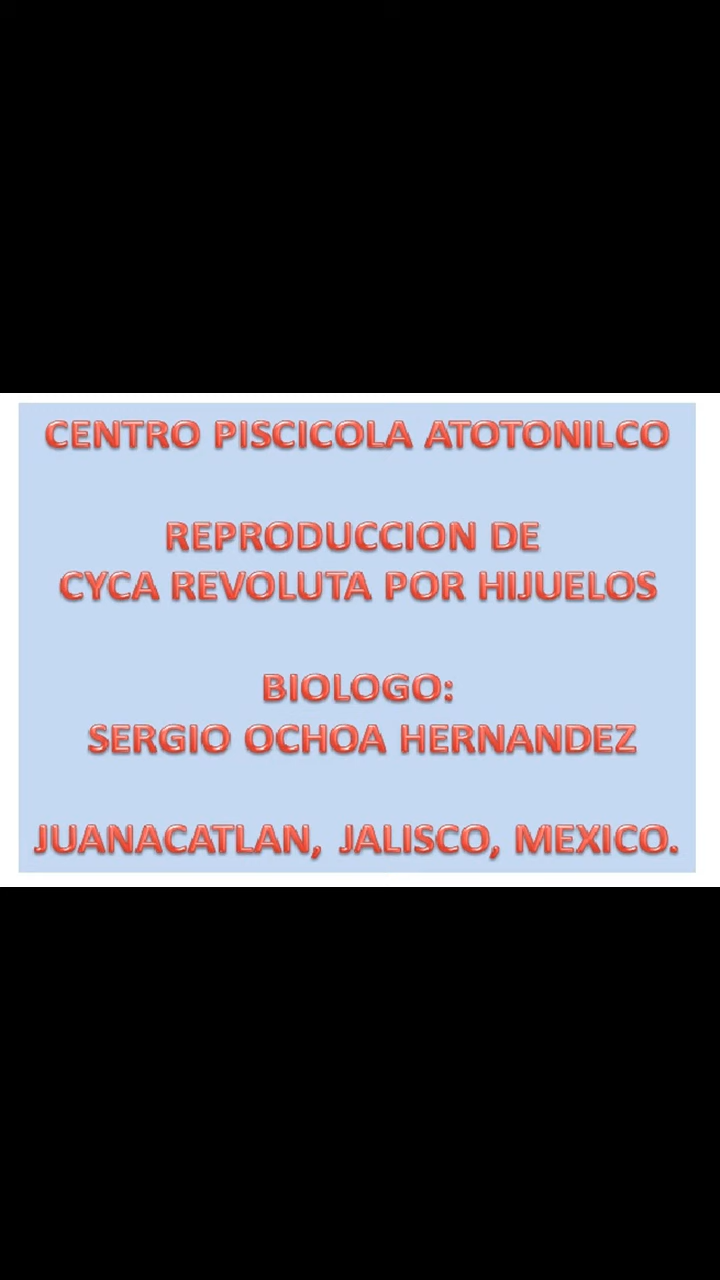 CENTRO PISCICOLA ATOTONILCO
REPRODUCCION DE
CYCA REVOLUTA POR HIJUELOS
BIOLOGO:
SERGIO OCHOA HERNANDEZ
JUANACATLAN, JALISCO, MEXICO.